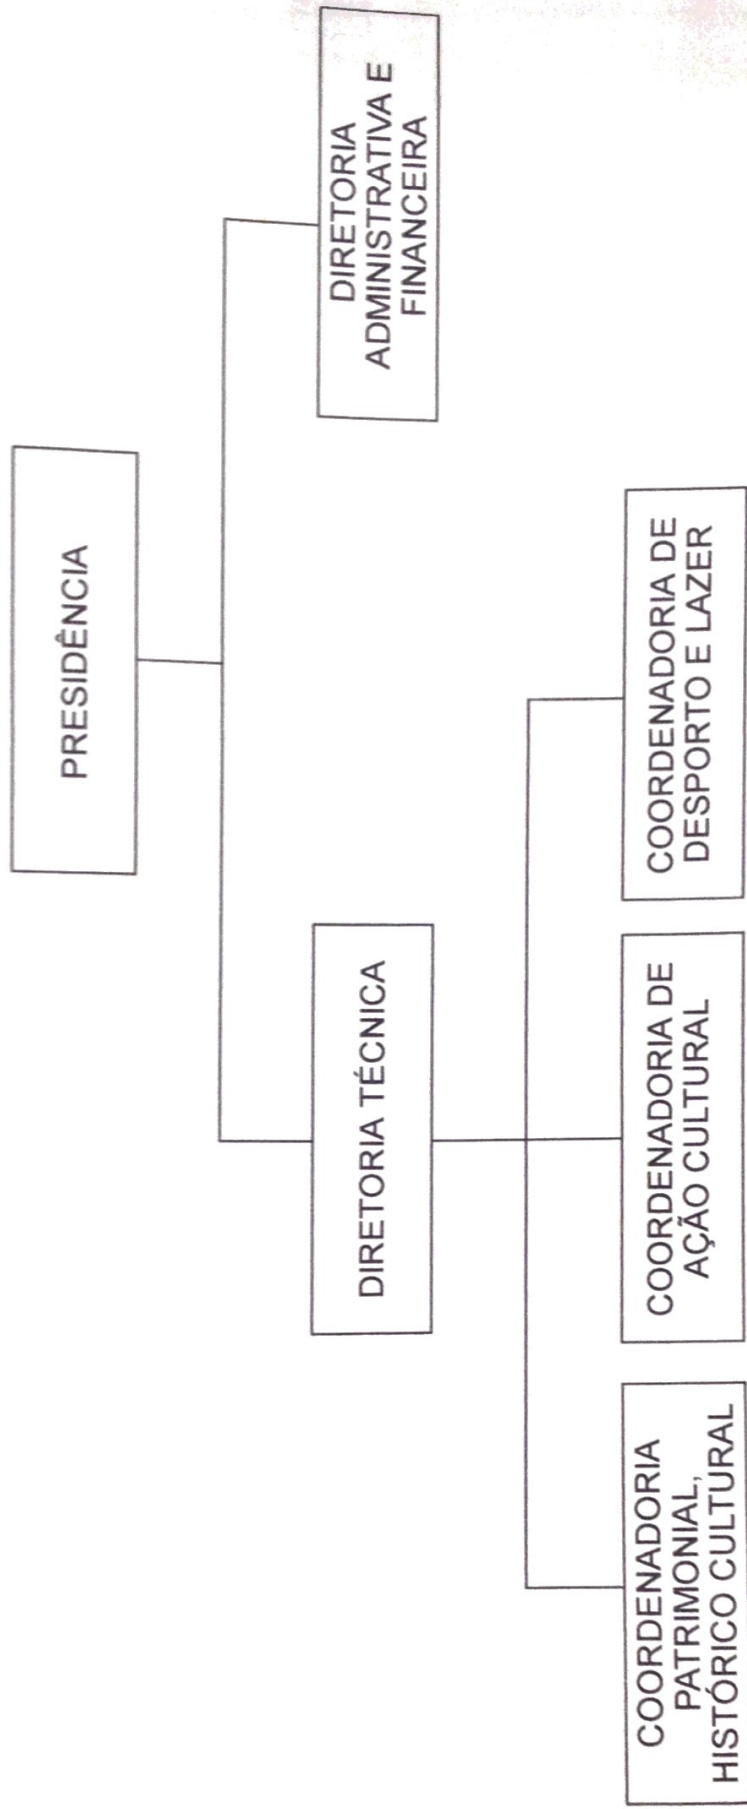 PRESIDÊNCIA
DIRETORIA TÉCNICA
DIRETORIA
ADMINISTRATIVA E
FINANCEIRA
COORDENADORIA
PATRIMONIAL,
HISTÓRICO CULTURAL
COORDENADORIA DE
AÇÃO CULTURAL
COORDENADORIA DE
DESPORTO E LAZER